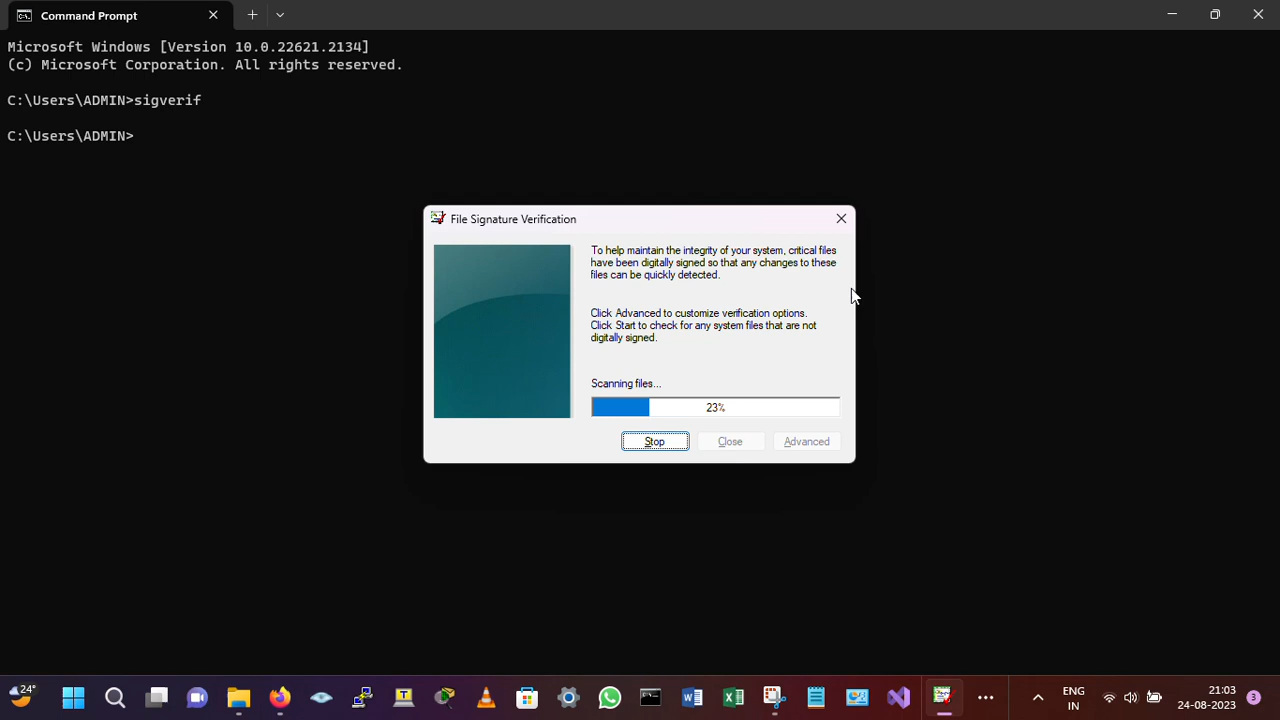 Command Prompt
Microsoft Windows [Version 10.0.22621.2134]
(c) Microsoft Corporation. All rights reserved.
C:\Users\ADMIN>sigverif
C:\Users\ADMIN>
File Signature Verification
To help maintain the integrity of your system, critical files
have been digitally signed so that any changes to these
files can be quickly detected.
Click Advanced to customize verification options.
Click Start to check for any system files that are not
digitally signed.
Scanning files...
23%
Stop Close Advanced
24°
ENG
IN
21:03
24-08-2023
3